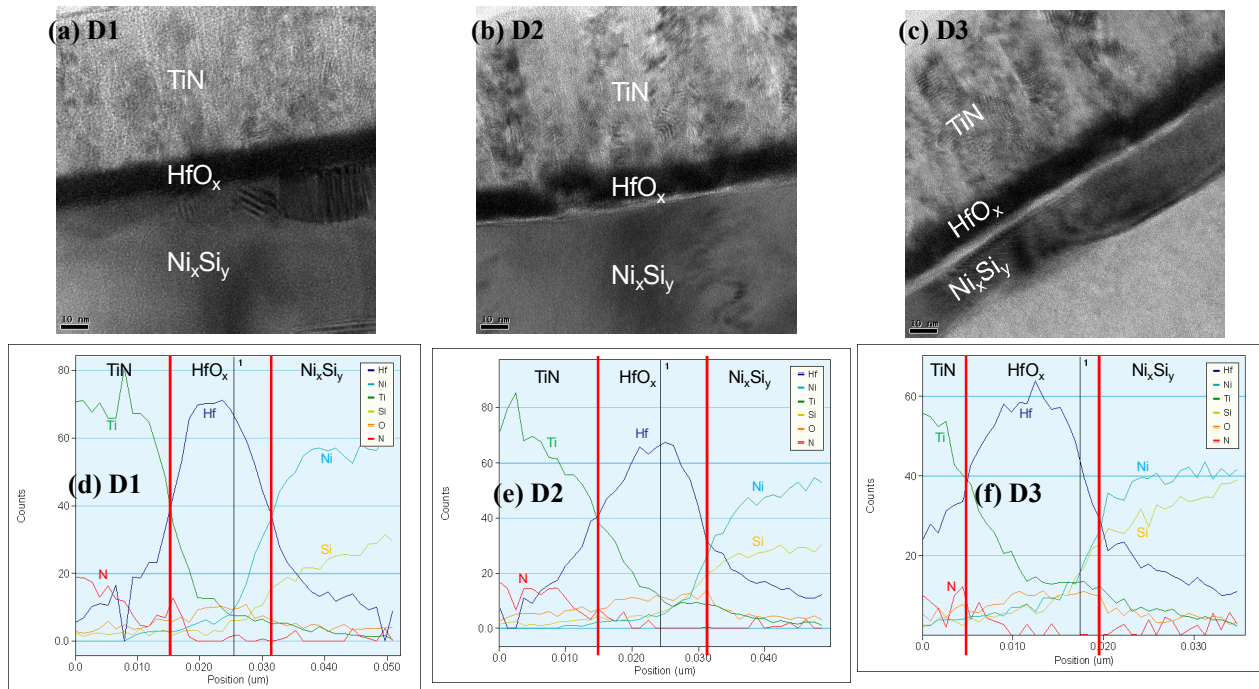 (a) D1
TiN
HfOx
NixSiy
10 nm
(b) D2
TiN
HfOx
NixSiy
10 nm
(c) D3
TiN
HfOx
NixSiy
10 nm
TiN
HfOx
1
NixSiy
80
60
40
20
0.0
Counts
Ti
Hf
Ni
Si
N
(d) D1
Hf
Ni
Ti
Si
O
N
0.0
0.010
0.020
0.030
0.040
0.050
Position (um)
TiN
HfOx
1
NixSiy
80
60
40
20
0.0
Counts
Ti
Hf
Ni
Si
N
(e) D2
Hf
Ni
Ti
Si
O
N
0.0
0.010
0.020
0.030
0.040
Position (um)
TiN
HfOx
1
NixSiy
60
40
20
Counts
Ti
Hf
Ni
Si
N
(f) D3
Hf
Ni
Ti
Si
O
N
0.0
0.010
0.020
0.030
Position (um)